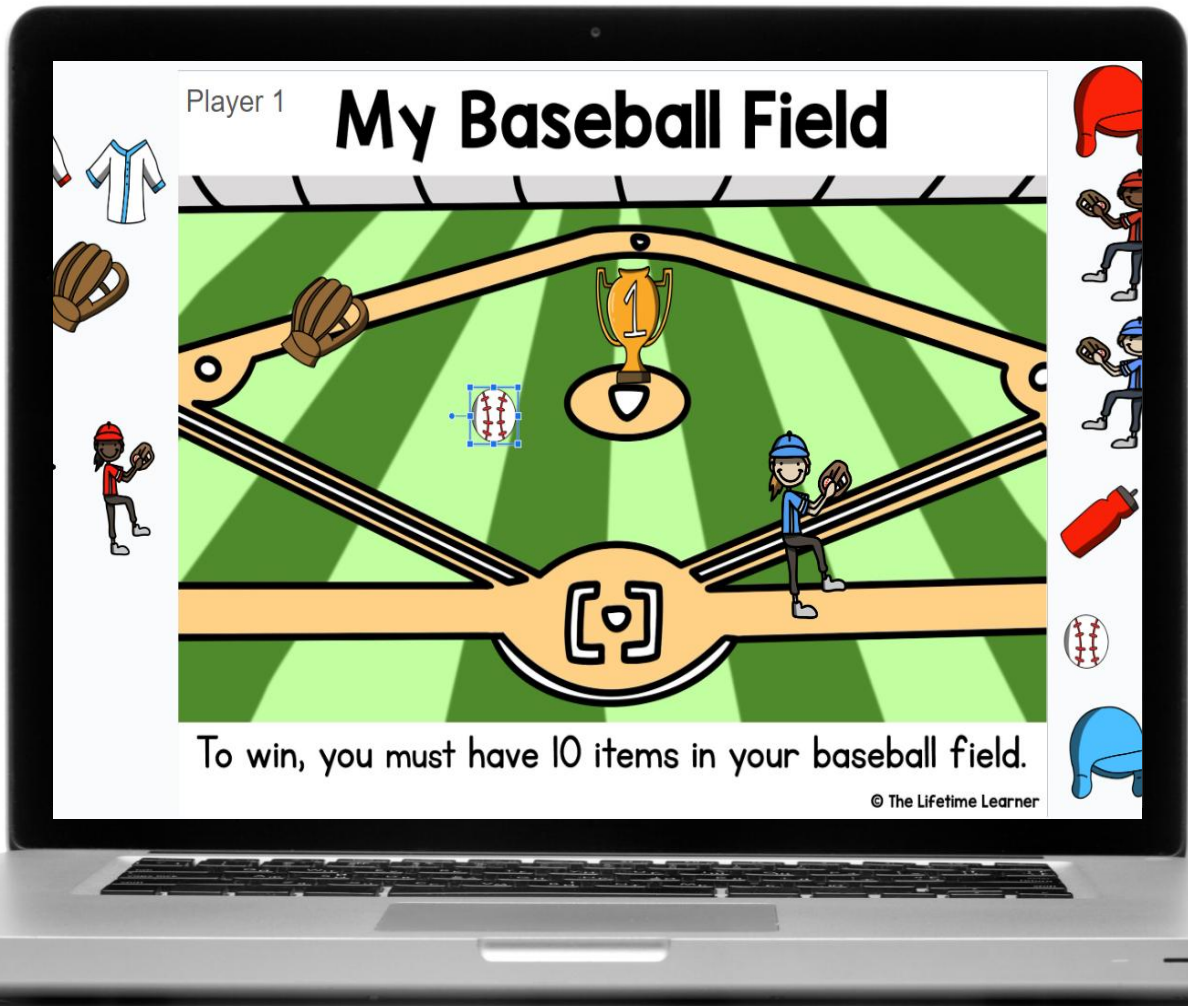 Player 1
My Baseball Field
1
To win, you must have 10 items in your baseball field.
© The Lifetime Learner